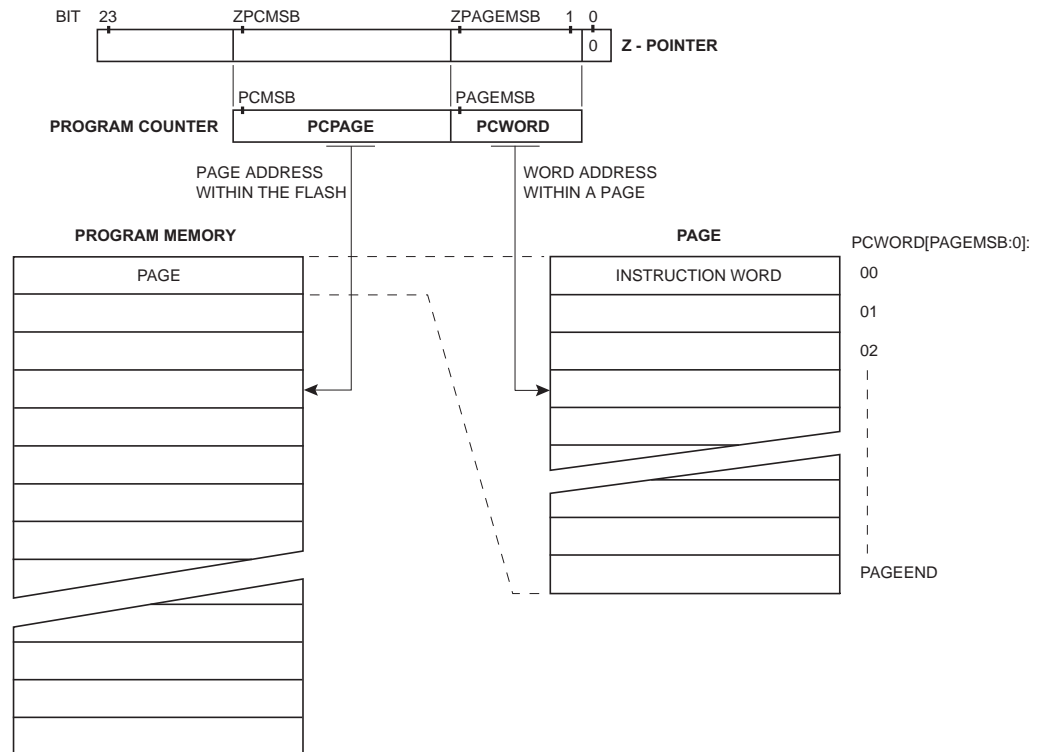 BIT 23 ZPCMSB ZPAGEMSB 1 0
0 Z - POINTER
PCMSB PAGEMSB
PROGRAM COUNTER PCPAGE PCWORD
PAGE ADDRESS
WITHIN THE FLASH
WORD ADDRESS
WITHIN A PAGE
PROGRAM MEMORY PAGE PCWORD[PAGEMSB:0]:
PAGE INSTRUCTION WORD 00
01
02
PAGEEND